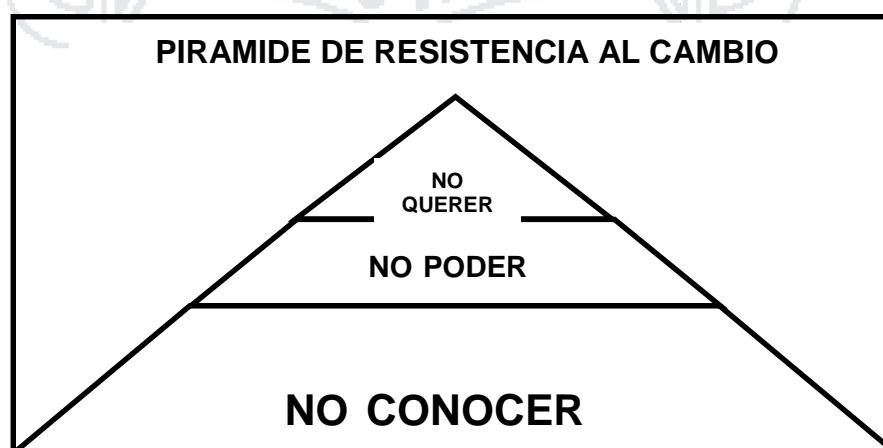 PIRAMIDE DE RESISTENCIA AL CAMBIO
NO
QUERER
NO PODER
NO CONOCER